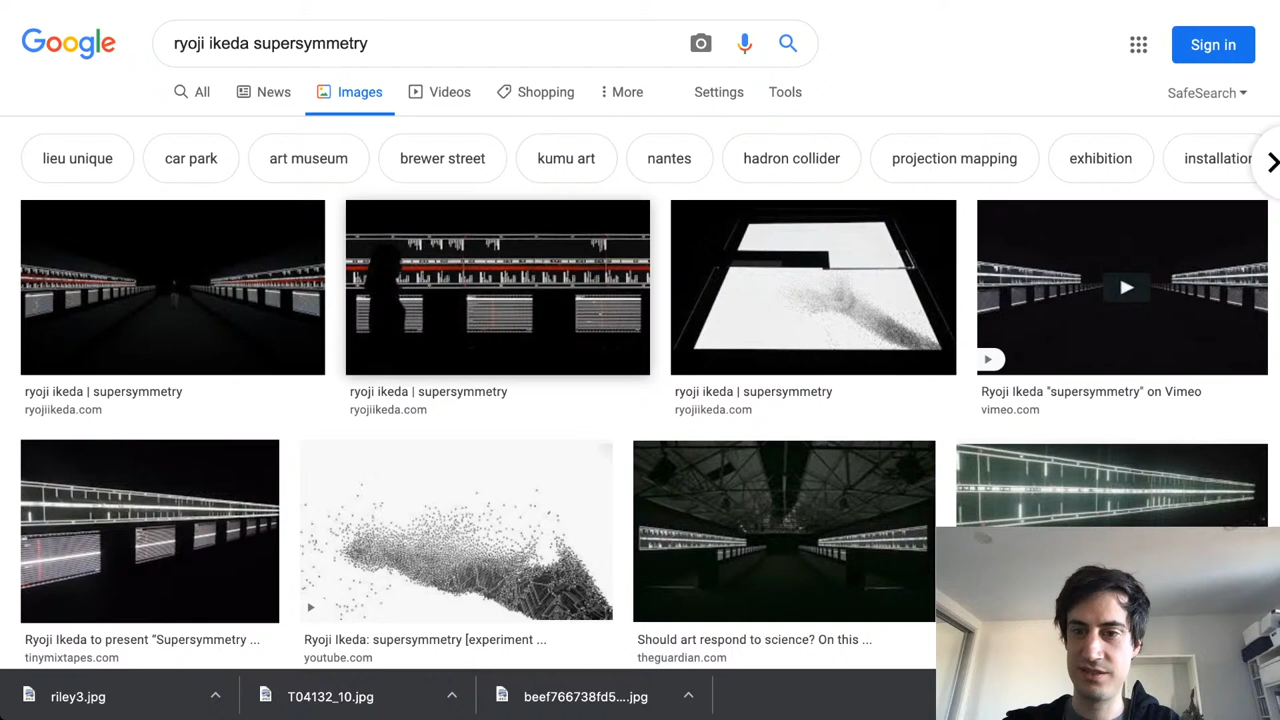 Google
ryoji ikeda supersymmetry
Sign in
All
News
Images
Videos
Shopping
More
Settings
Tools
SafeSearch
lieu unique
car park
art museum
brewer street
kumu art
nantes
hadron collider
projection mapping
exhibition
installation
ryoji ikeda | supersymmetry
ryojiikeda.com
ryoji ikeda | supersymmetry
ryojiikeda.com
ryoji ikeda | supersymmetry
ryojiikeda.com
Ryoji Ikeda "supersymmetry" on Vimeo
vimeo.com
Ryoji Ikeda to present “Supersymmetry ...
tinymixtapes.com
Ryoji Ikeda: supersymmetry [experiment ...
youtube.com
Should art respond to science? On this ...
theguardian.com
riley3.jpg
T04132_10.jpg
beef766738fd5....jpg